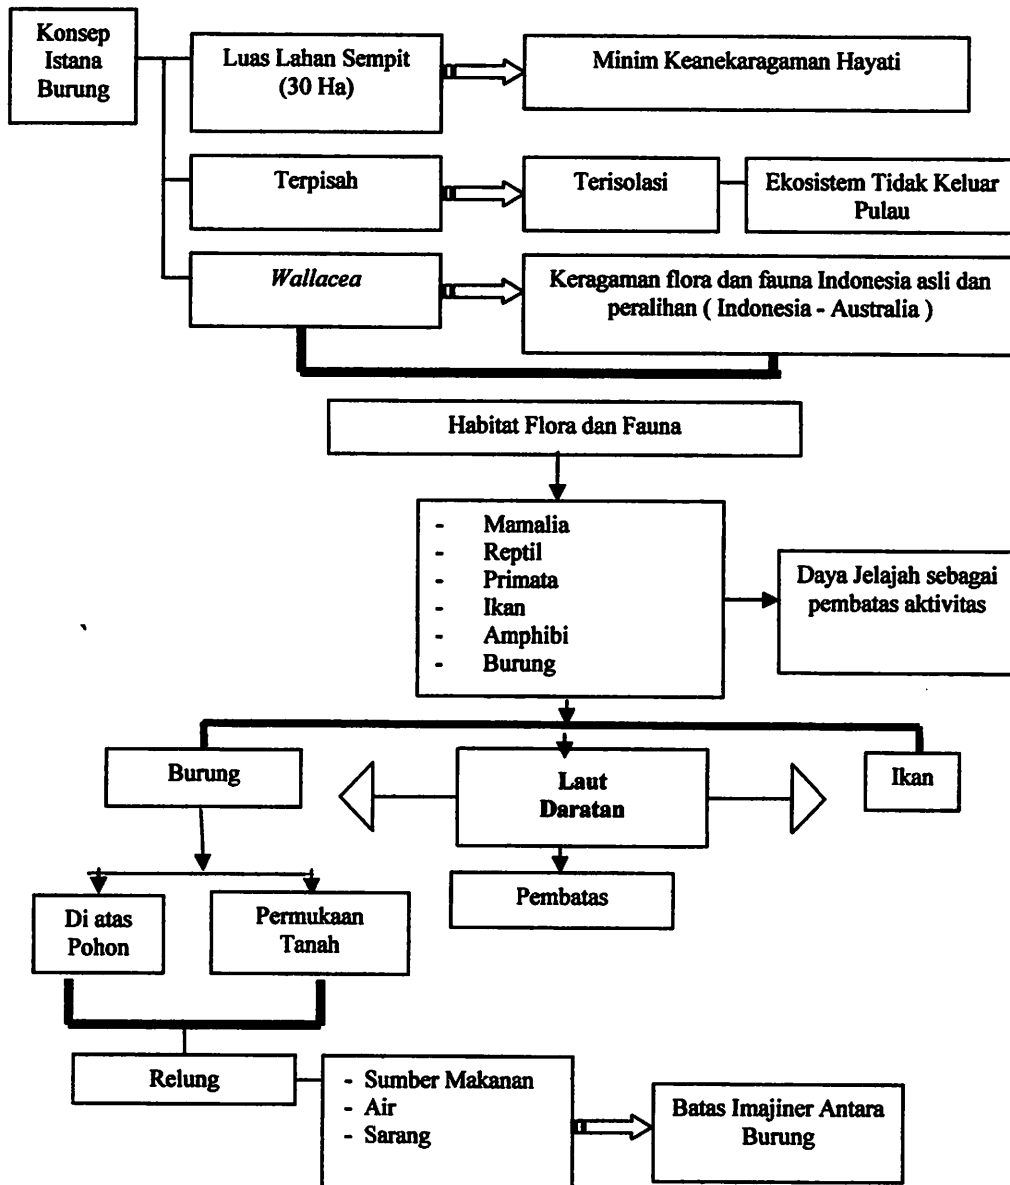 Konsep
Istana
Burung
Luas Lahan Sempit
(30 Ha)
Minim Keanekaragaman Hayati
Terpisah
Terisolasi
Ekosistem Tidak Keluar
Pulau
Wallacea
Keragaman flora dan fauna Indonesia asli dan
peralihan ( Indonesia - Australia )
Habitat Flora dan Fauna
- Mamalia
- Reptil
- Primata
- Ikan
- Amphibi
- Burung
Daya Jelajah sebagai
pembatas aktivitas
Burung
Laut
Daratan
Ikan
Pembatas
Di atas
Pohon
Permukaan
Tanah
Relung
- Sumber Makanan
- Air
- Sarang
Batas Imajiner Antara
Burung